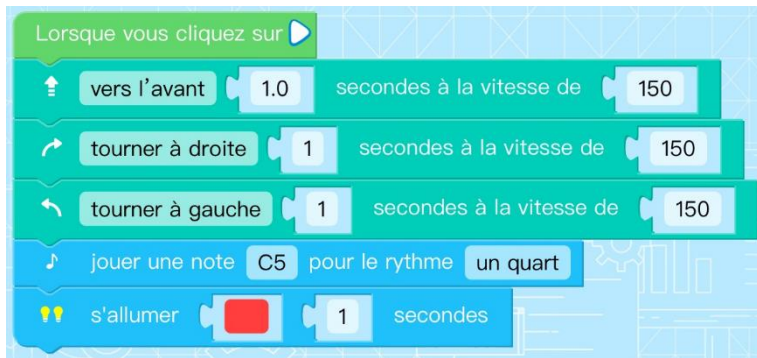 Lorsque vous cliquez sur
vers l’avant 1.0 secondes à la vitesse de 150
tourner à droite 1 secondes à la vitesse de 150
tourner à gauche 1 secondes à la vitesse de 150
jouer une note C5 pour le rythme un quart
s'allumer 1 secondes